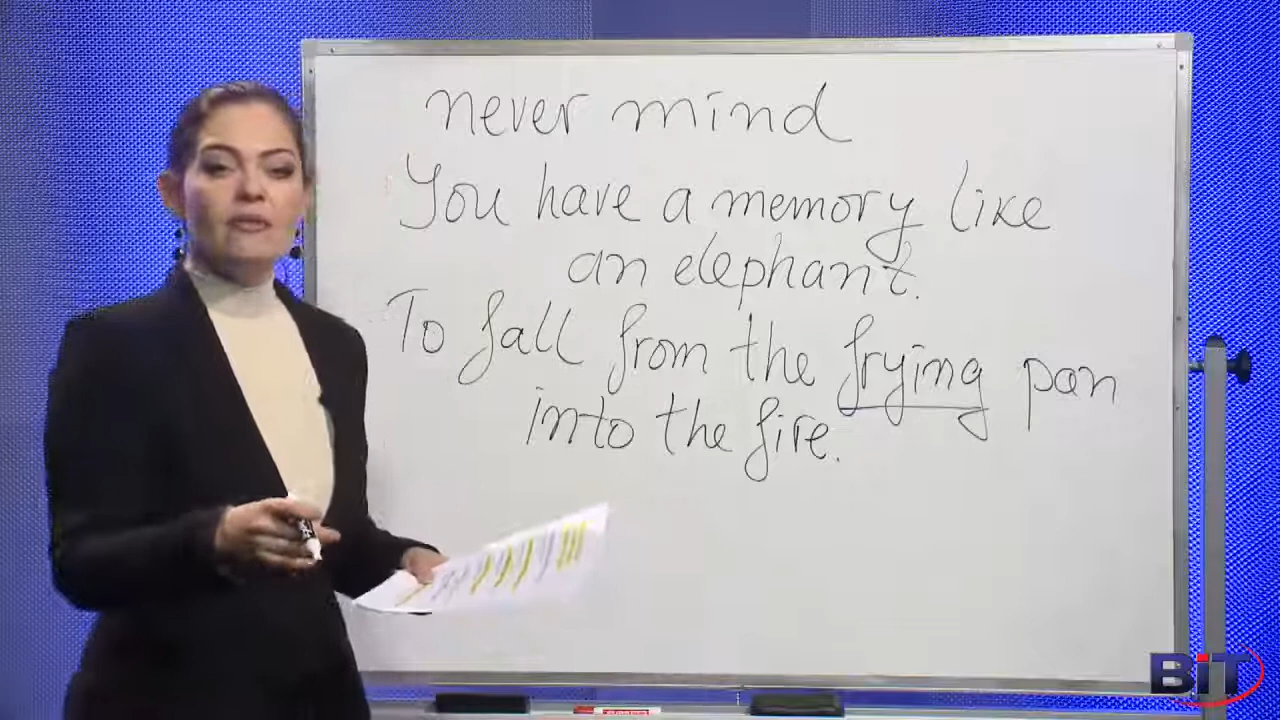 never mind
You have a memory like
an elephant.
To fall from the frying pan
into the fire.
BiT